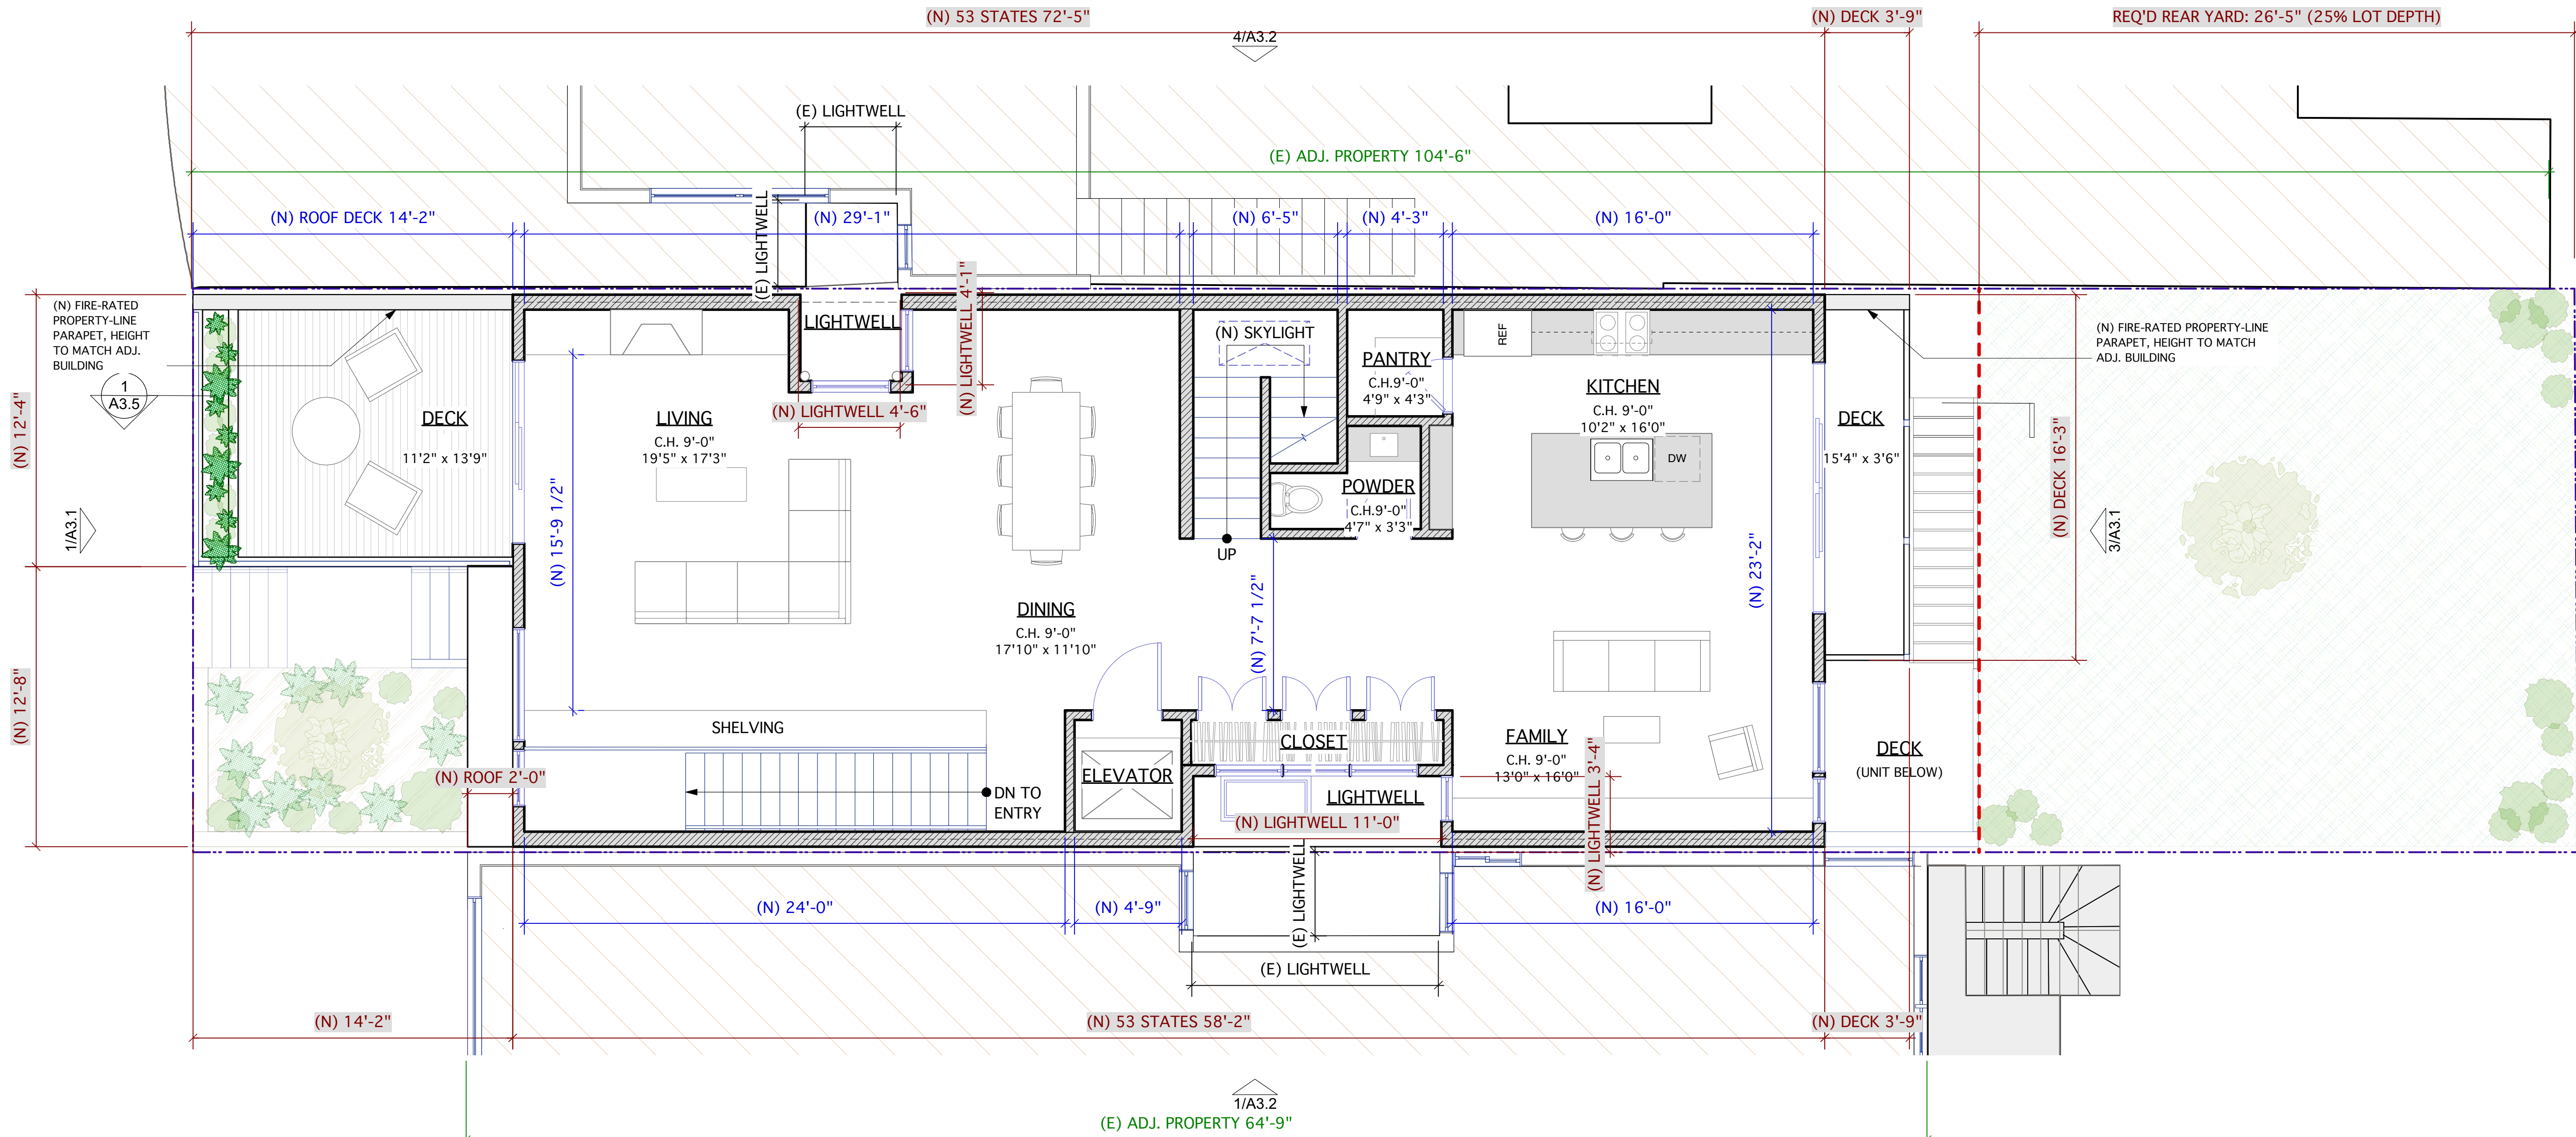 (N) 53 STATES 72'-5"
(N) DECK 3'-9"
REQ'D REAR YARD: 26'-5" (25% LOT DEPTH)
4/A3.2
(E) LIGHTWELL
(E) ADJ. PROPERTY 104'-6"
(E) LIGHTWELL
(N) ROOF DECK 14'-2"
(N) 29'-1"
(N) 6'-5"
(N) 4'-3"
(N) 16'-0"
(N) FIRE-RATED
PROPERTY-LINE
PARAPET, HEIGHT
TO MATCH ADJ.
BUILDING
1
A3.5
(N) 12'-4"
1/A3.1
(N) 12'-8"
DECK
11'2" x 13'9"
LIVING
C.H. 9'-0"
19'5" x 17'3"
(N) 15'-9 1/2"
LIGHTWELL
(N) LIGHTWELL 4'-6"
(N) LIGHTWELL 4'-1"
(N) SKYLIGHT
PANTRY
C.H.9'-0"
4'9" x 4'3"
REF
KITCHEN
C.H. 9'-0"
10'2" x 16'0"
DW
POWDER
C.H.9'-0"
4'7" x 3'3"
UP
(N) 7'-7 1/2"
(N) 23'-2"
DECK
15'4" x 3'6"
(N) FIRE-RATED PROPERTY-LINE
PARAPET, HEIGHT TO MATCH
ADJ. BUILDING
(N) DECK 16'-3"
3/A3.1
DINING
C.H. 9'-0"
17'10" x 11'10"
SHELVING
(N) ROOF 2'-0"
DN TO
ENTRY
ELEVATOR
CLOSET
LIGHTWELL
(N) LIGHTWELL 11'-0"
FAMILY
C.H. 9'-0"
13'0" x 16'0"
(N) LIGHTWELL 3'-4"
DECK
(UNIT BELOW)
(N) 24'-0"
(N) 4'-9"
(E) LIGHTWELL
(N) 16'-0"
(E) LIGHTWELL
(N) 14'-2"
(N) 53 STATES 58'-2"
(N) DECK 3'-9"
1/A3.2
(E) ADJ. PROPERTY 64'-9"